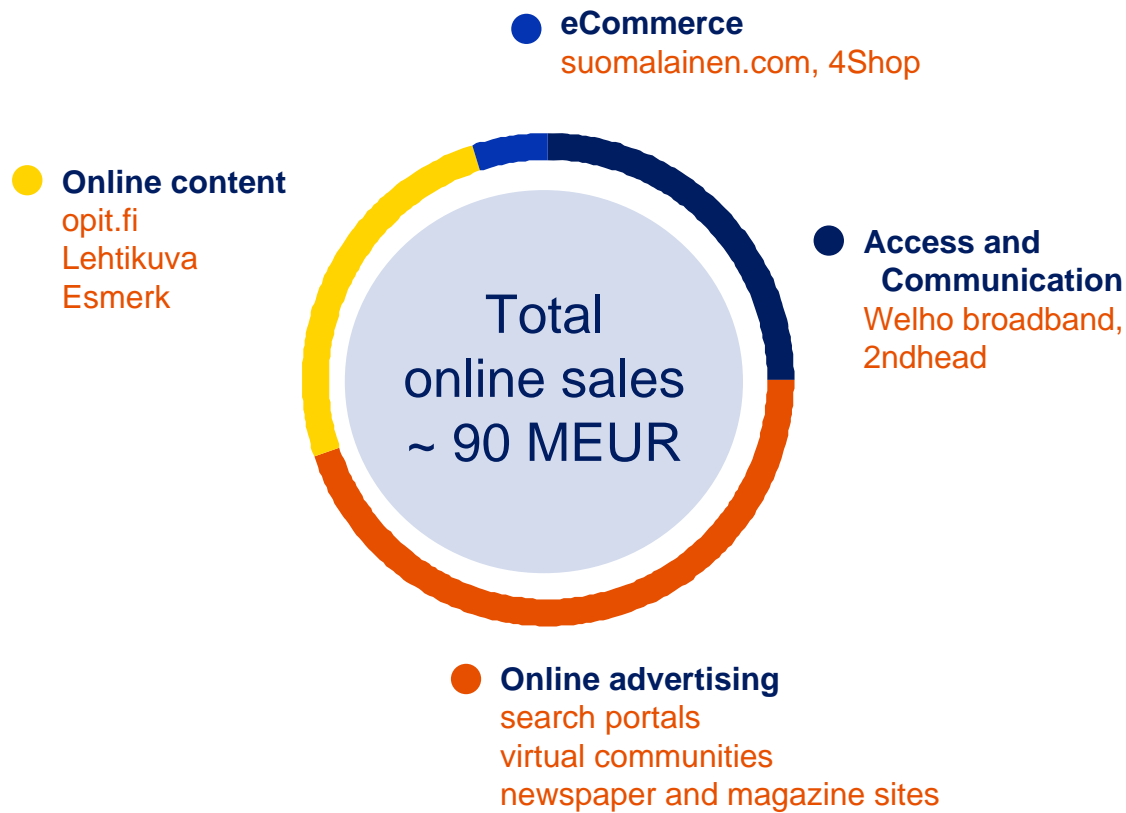 eCommerce
suomalainen.com, 4Shop
Online content
opit.fi
Lehtikuva
Esmerk
Access and
Communication
Welho broadband,
2ndhead
Total
online sales
~ 90 MEUR
Online advertising
search portals
virtual communities
newspaper and magazine sites